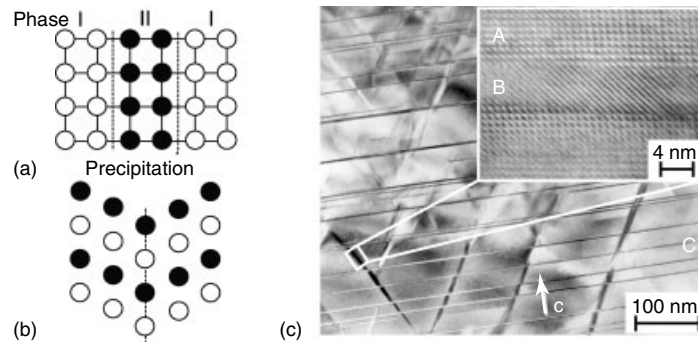 Phase I II I
(a)
Precipitation
(b)
A
B
4 nm
C
c
100 nm
(c)